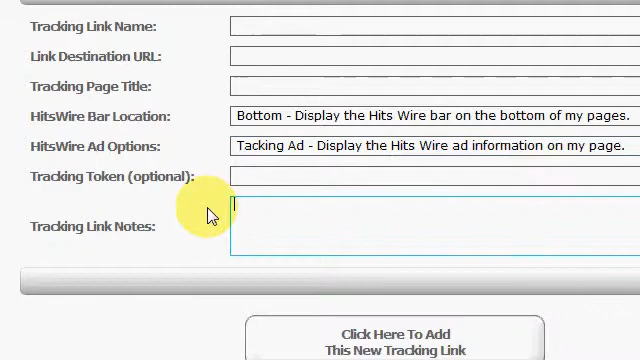 Tracking Link Name:
Link Destination URL:
Tracking Page Title:
HitsWire Bar Location: Bottom - Display the Hits Wire bar on the bottom of my pages.
HitsWire Ad Options: Tacking Ad - Display the Hits Wire ad information on my page.
Tracking Token (optional):
Tracking Link Notes:
Click Here To Add
This New Tracking Link